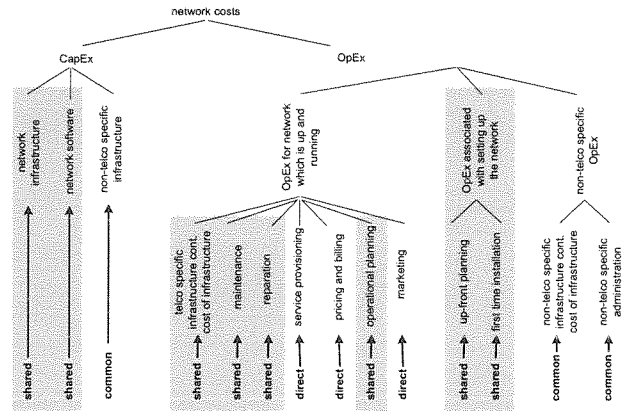 network costs
CapEx
OpEx
network
infrastructure
network software
non-telco specific
infrastructure
OpEx for network
which is up and
running
OpEx associated
with setting up
the network
non-telco specific
OpEx
telco specific
infrastructure cont.
cost of infrastructure
maintenance
reparation
service provisioning
pricing and billing
operational planning
marketing
up-front planning
first time installation
non-telco specific
infrastructure cont.
cost of infrastructure
non-telco specific
administration
shared
shared
common
shared
shared
shared
direct
direct
shared
direct
shared
shared
common
common